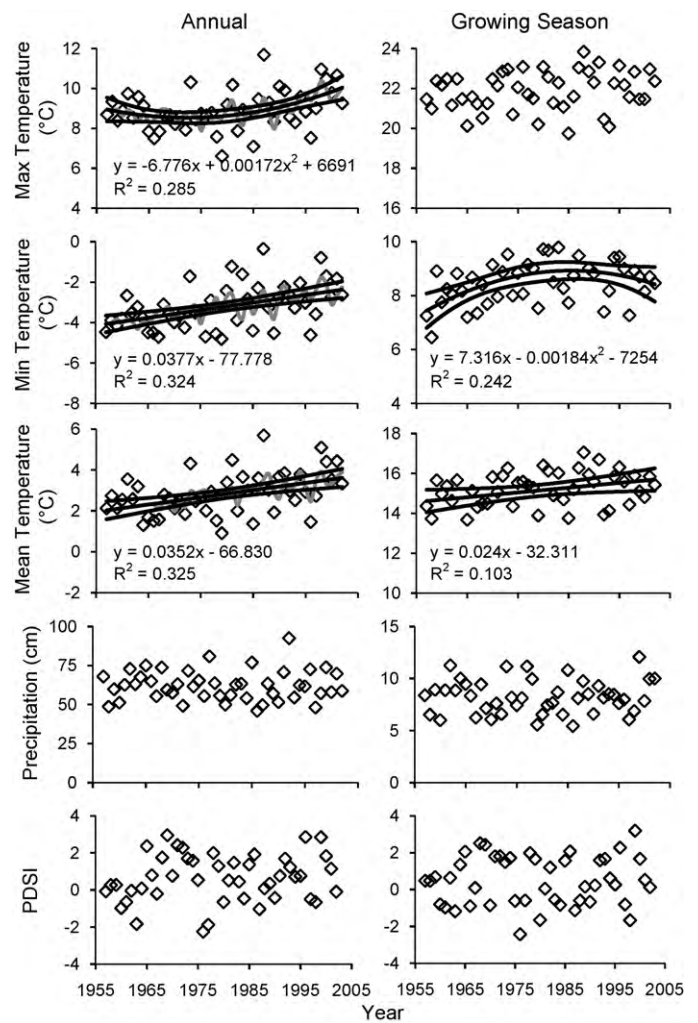 Annual
Growing Season
Max Temperature
(°C)
12
10
8
6
4
y = -6.776x + 0.00172x² + 6691
R² = 0.285
24
22
20
18
16
Min Temperature
(°C)
0
-2
-4
-6
-8
y = 0.0377x - 77.778
R² = 0.324
10
8
6
4
y = 7.316x - 0.00184x² - 7254
R² = 0.242
Mean Temperature
(°C)
6
4
2
0
-2
y = 0.0352x - 66.830
R² = 0.325
18
16
14
12
y = 0.024x - 32.311
R² = 0.103
Precipitation (cm)
100
75
50
25
0
15
10
5
0
PDSI
4
2
0
-2
-4
4
2
0
-2
-4
1955 1965 1975 1985 1995 2005
1955 1965 1975 1985 1995 2005
Year